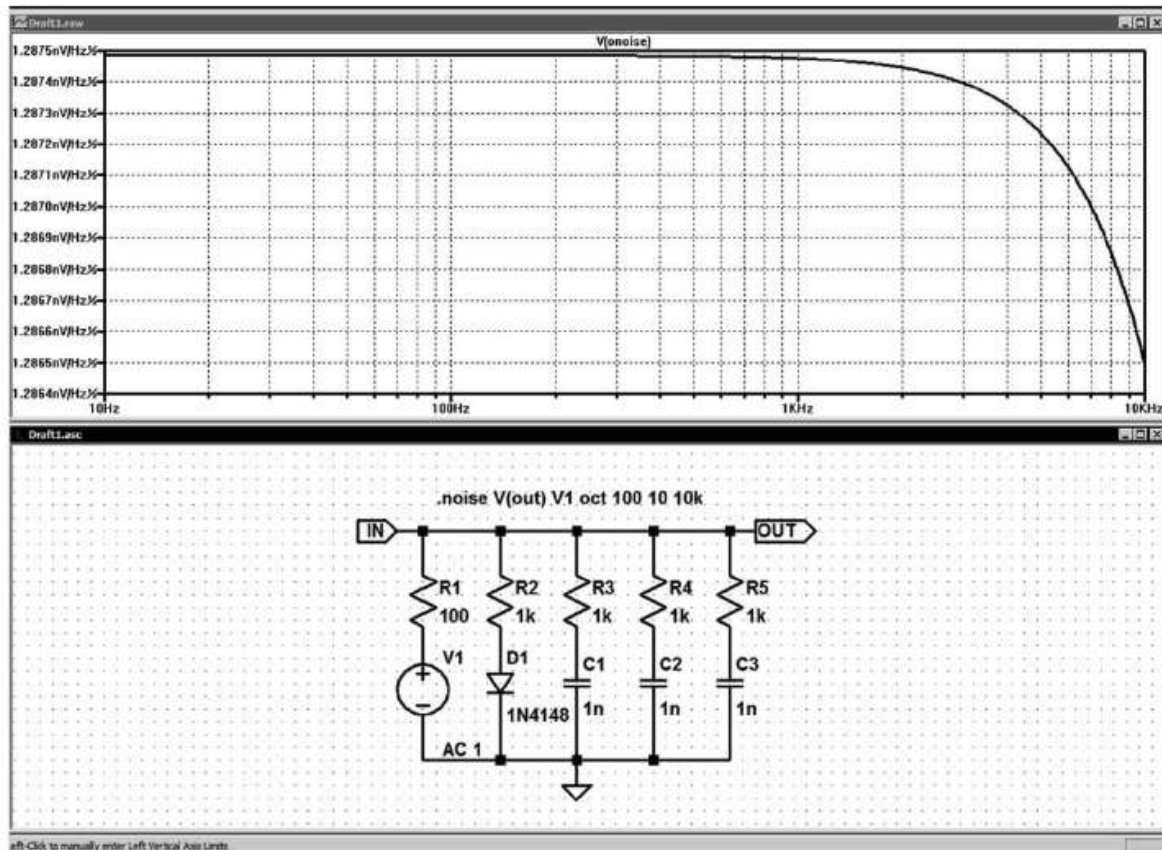 Draft1.raw
V(onoise)
1.2875nV/Hz½
1.2874nV/Hz½
1.2873nV/Hz½
1.2872nV/Hz½
1.2871nV/Hz½
1.2870nV/Hz½
1.2869nV/Hz½
1.2868nV/Hz½
1.2867nV/Hz½
1.2866nV/Hz½
1.2865nV/Hz½
1.2864nV/Hz½
10Hz 100Hz 1KHz 10KHz
Draft1.asc
.noise V(out) V1 oct 100 10 10k
IN OUT
R1 R2 R3 R4 R5
100 1k 1k 1k 1k
V1 D1 C1 C2 C3
1N4148 1n 1n 1n
AC 1
eft-Click to manually enter Left Vertical Axis Limits